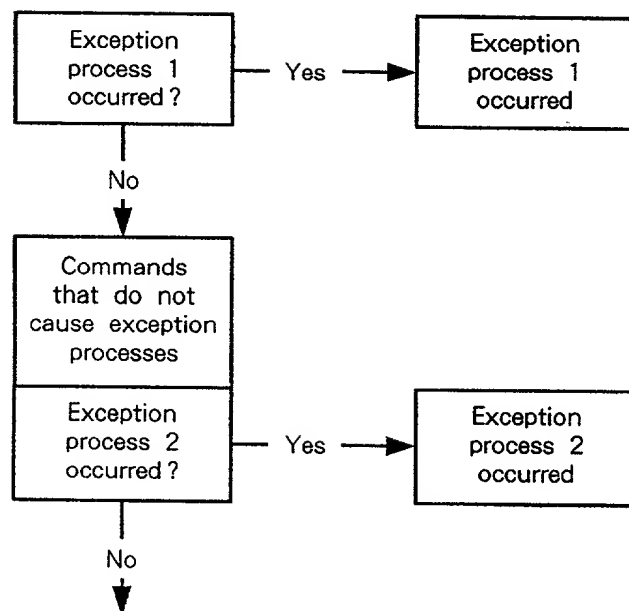 Exception
process 1
occurred?
Yes
Exception
process 1
occurred
No
Commands
that do not
cause exception
processes
Exception
process 2
occurred?
Yes
Exception
process 2
occurred
No